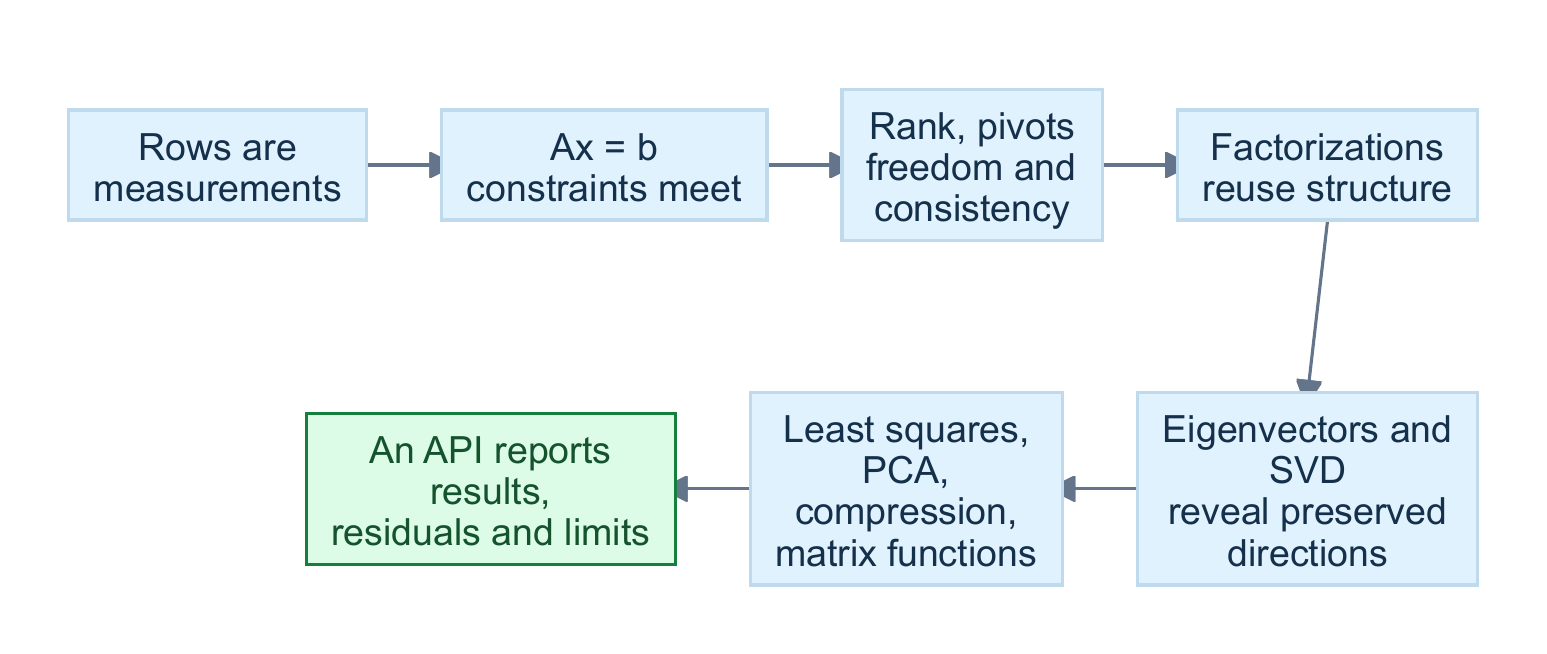 Rows are
measurements
Ax = b
constraints meet
Rank, pivots
freedom and
consistency
Factorizations
reuse structure
Eigenvectors and
SVD
reveal preserved
directions
Least squares,
PCA,
compression,
matrix functions
An API reports
results,
residuals and limits